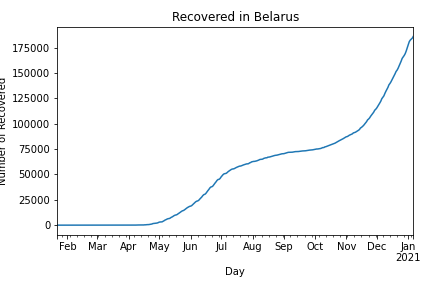 Recovered in Belarus
Number of Recovered
175000
150000
125000
100000
75000
50000
25000
0
Feb Mar Apr May Jun Jul Aug Sep Oct Nov Dec Jan
2021
Day